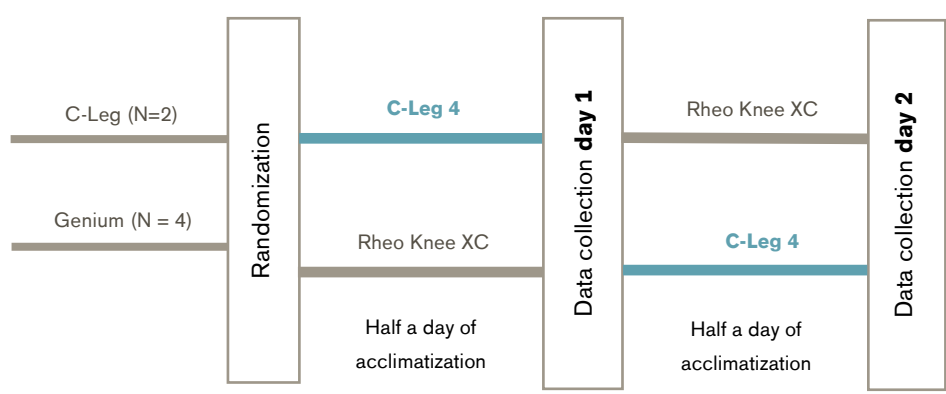 C-Leg (N=2)
Genium (N = 4)
Randomization
C-Leg 4
Rheo Knee XC
Half a day of
acclimatization
Data collection day 1
Rheo Knee XC
C-Leg 4
Half a day of
acclimatization
Data collection day 2